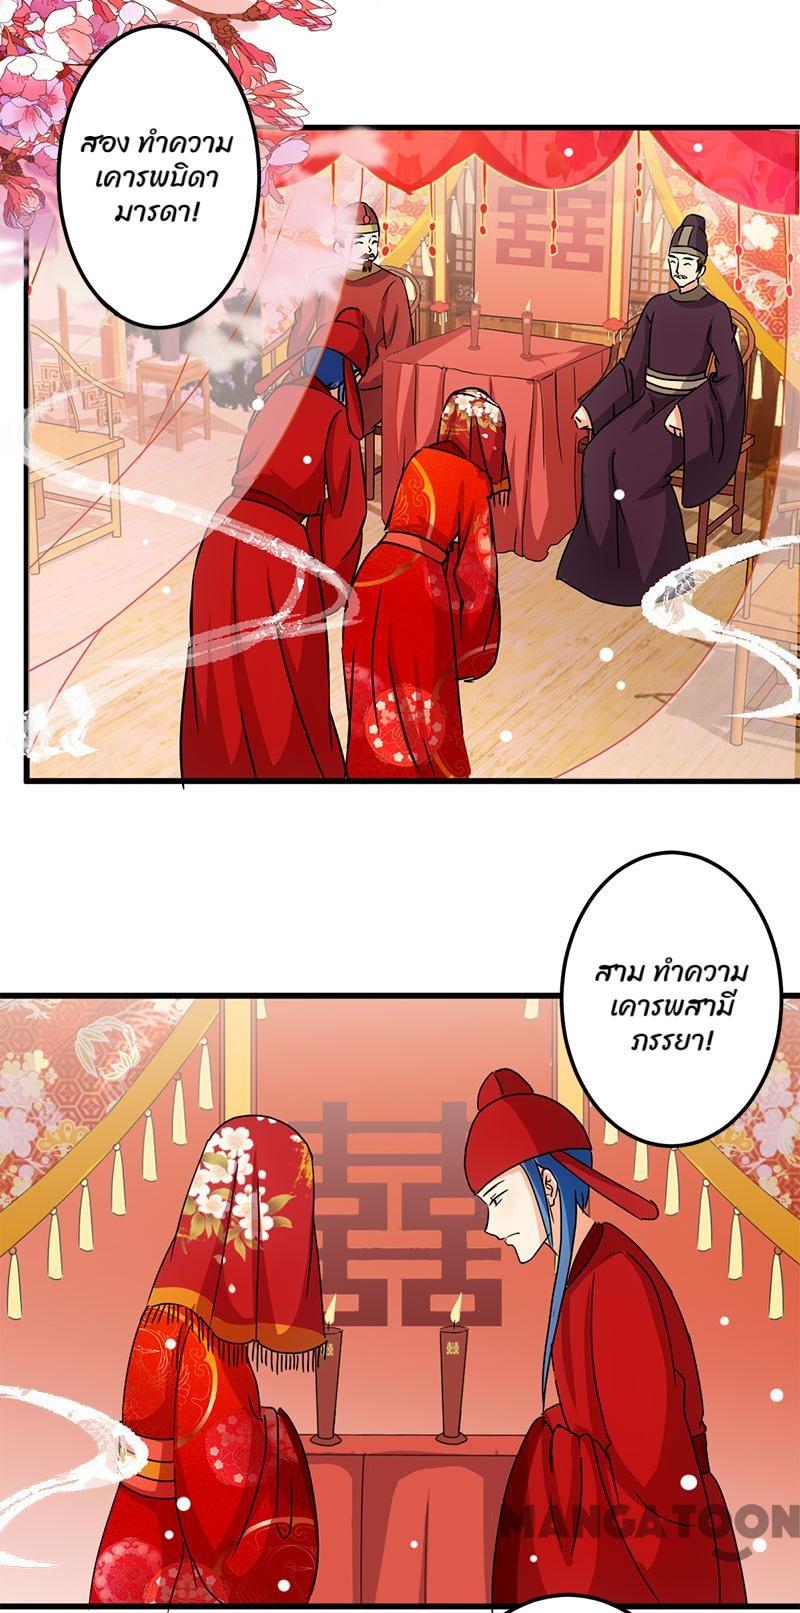 สอง ทำความ
เคารพบิดา
มารดา!
囍
สาม ทำความ
เคารพสามี
ภรรยา!
囍
MANGATOON